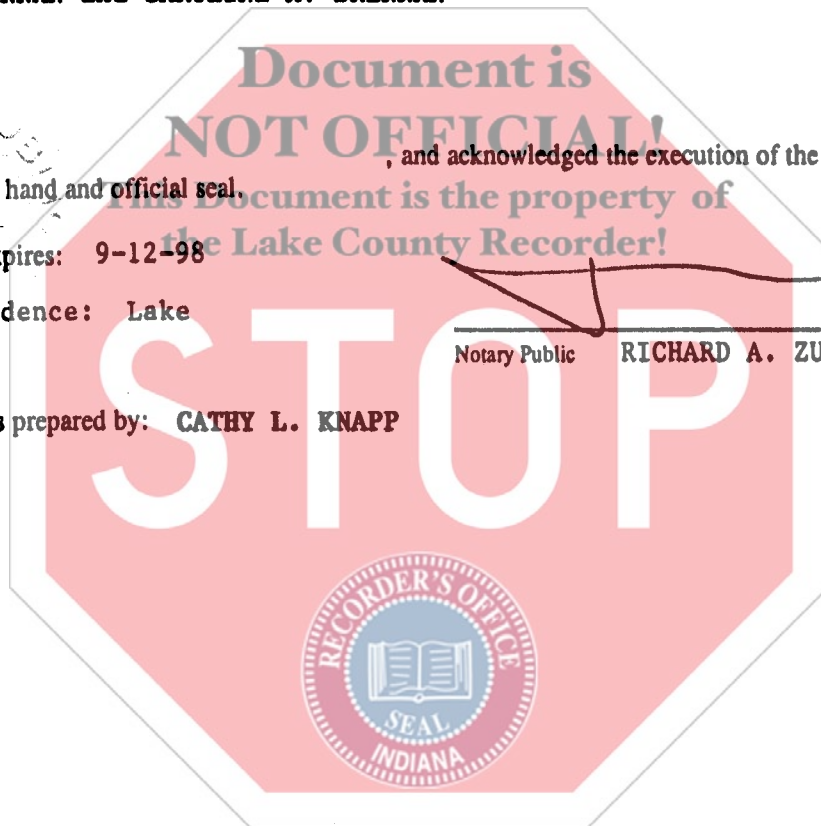 Document is
NOT OFFICIAL!
, and acknowledged the execution of the
hand and official seal.
This Document is the property of
the Lake County Recorder!
pires: 9-12-98
dence: Lake
Notary Public RICHARD A. ZU
s prepared by: CATHY L. KNAPP
STOP
RECORDER'S OFFICE
SEAL
INDIANA